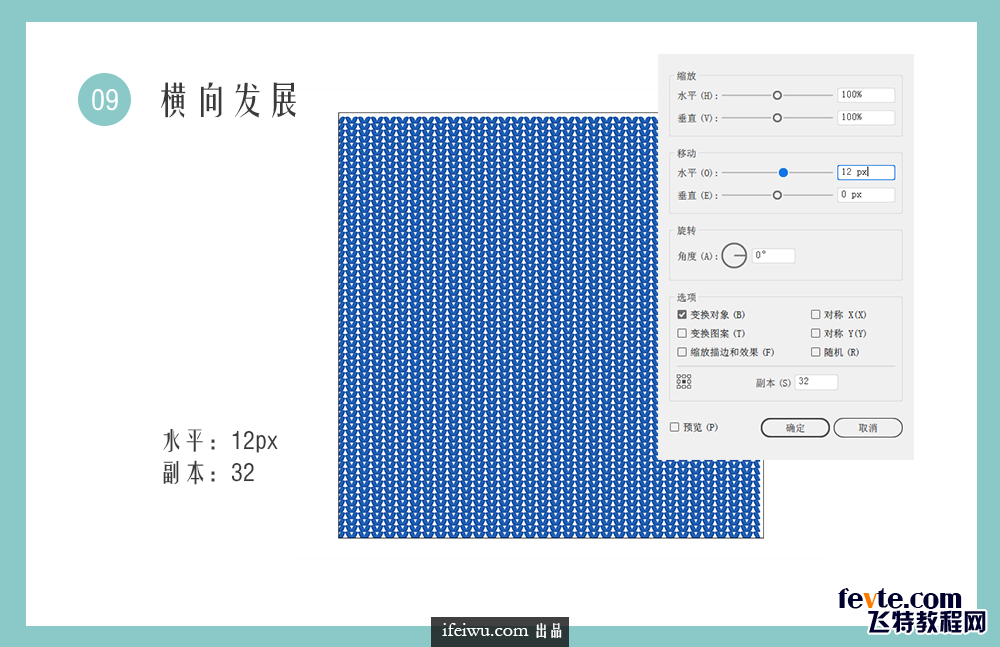 09 横向发展
水平：12px
副本：32
缩放
水平 (H)： 100%
垂直 (V)： 100%
移动
水平 (O)： 12 px
垂直 (E)： 0 px
旋转
角度 (A)： 0°
选项
变换对象 (B) 对称 X(X)
变换图案 (T) 对称 Y(Y)
缩放描边和效果 (F) 随机 (R)
副本 (S) 32
预览 (P) 确定 取消
fevte.com
飞特教程网
ifeiwu.com 出品